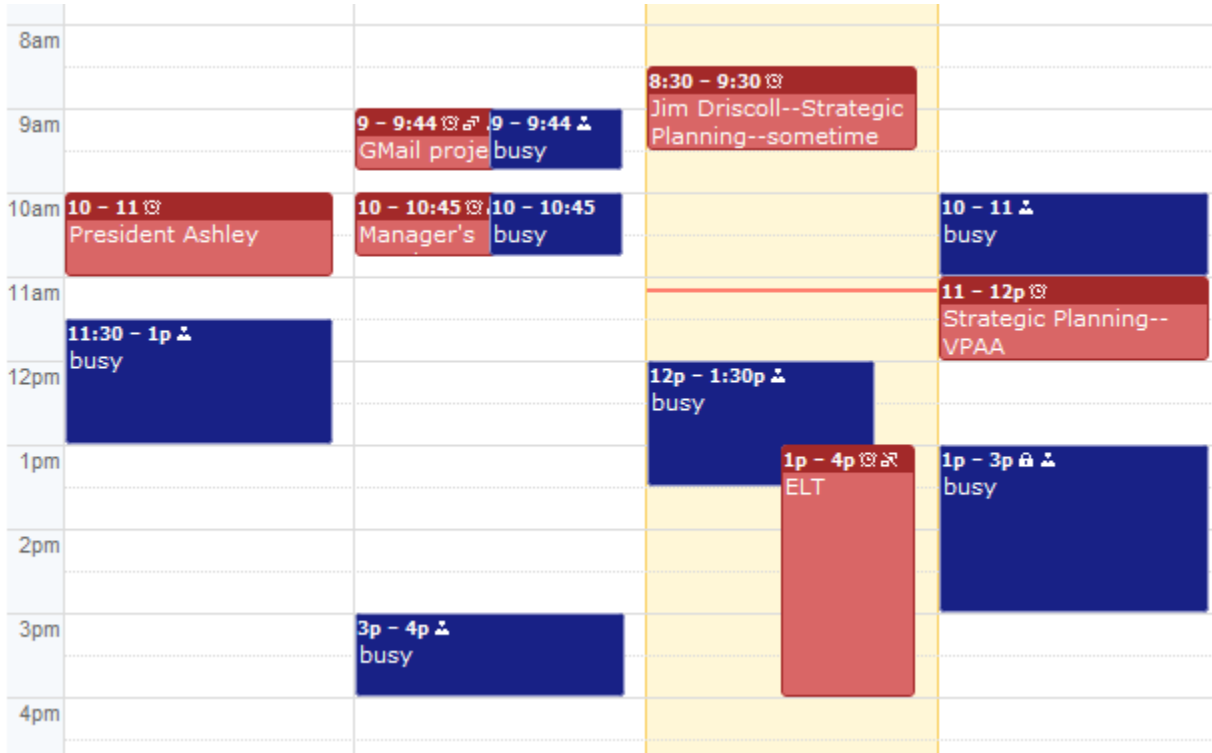 8am
9am
10am
11am
12pm
1pm
2pm
3pm
4pm
10 – 11
President Ashley
11:30 – 1p
busy
9 – 9:44
GMail proje
9 – 9:44
busy
10 – 10:45
Manager's
10 – 10:45
busy
3p – 4p
busy
8:30 – 9:30
Jim Driscoll--Strategic
Planning--sometime
12p – 1:30p
busy
1p – 4p
ELT
10 – 11
busy
11 – 12p
Strategic Planning--
VPAA
1p – 3p
busy